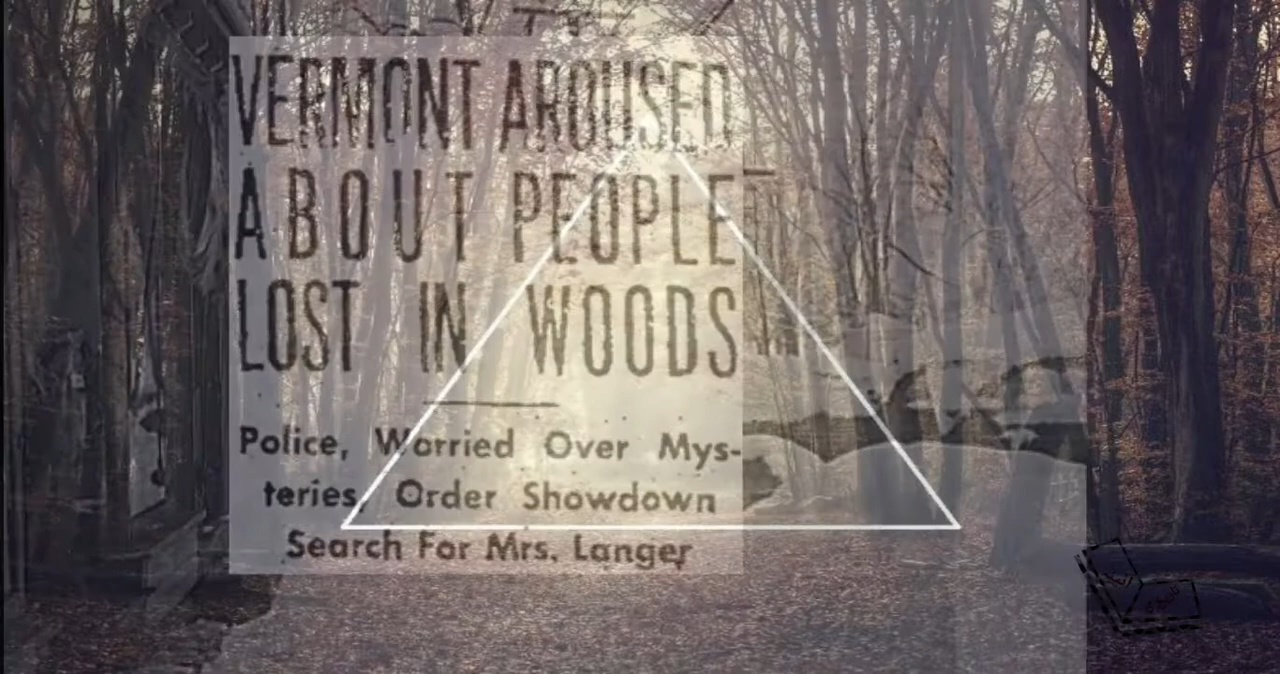 VERMONT AROUSED
ABOUT PEOPLE
LOST IN WOODS
Police, Worried Over Mys-
teries, Order Showdown
Search For Mrs. Langer